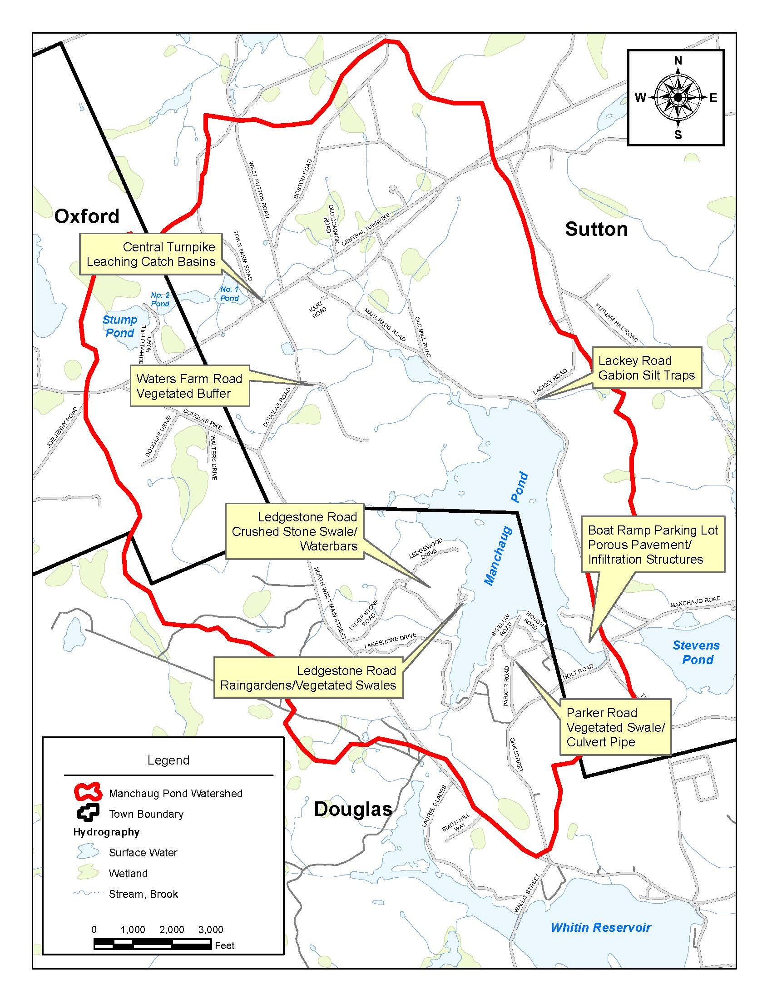 N
W
E
S
WEST SUTTON ROAD
BOSTON ROAD
Oxford
Sutton
OLD COMMON
ROAD
CENTRAL TURNPIKE
TOWN FARM ROAD
Central Turnpike
Leaching Catch Basins
No. 1
Pond
No. 2
Pond
Stump
Pond
KART
ROAD
MANCHAUG ROAD
OLD MILL ROAD
PUTNAM HILL ROAD
BUFFALO HILL
ROAD
Lackey Road
Gabion Silt Traps
LACKEY ROAD
Waters Farm Road
Vegetated Buffer
DOUGLAS ROAD
DOUGLAS PIKE
JOE JENNY ROAD
DOUGLAS DRIVE
WALTERS DRIVE
Manchaug Pond
Ledgestone Road
Crushed Stone Swale/
Waterbars
Boat Ramp Parking Lot
Porous Pavement/
Infiltration Structures
LEDGEWOOD
DRIVE
NORTH WEST MAIN STREET
LEDGESTONE
ROAD
MANCHAUG ROAD
BIGELOW
ROAD
HOUGH
ROAD
LAKESHORE DRIVE
Stevens
Pond
Ledgestone Road
Raingardens/Vegetated Swales
PARKER ROAD
HOLT ROAD
Parker Road
Vegetated Swale/
Culvert Pipe
OAK STREET
Douglas
LAUREL GLADES
SMITH HILL
WAY
WALLIS STREET
Whitin Reservoir
Legend
Manchaug Pond Watershed
Town Boundary
Hydrography
Surface Water
Wetland
Stream, Brook
0 1,000 2,000 3,000
Feet